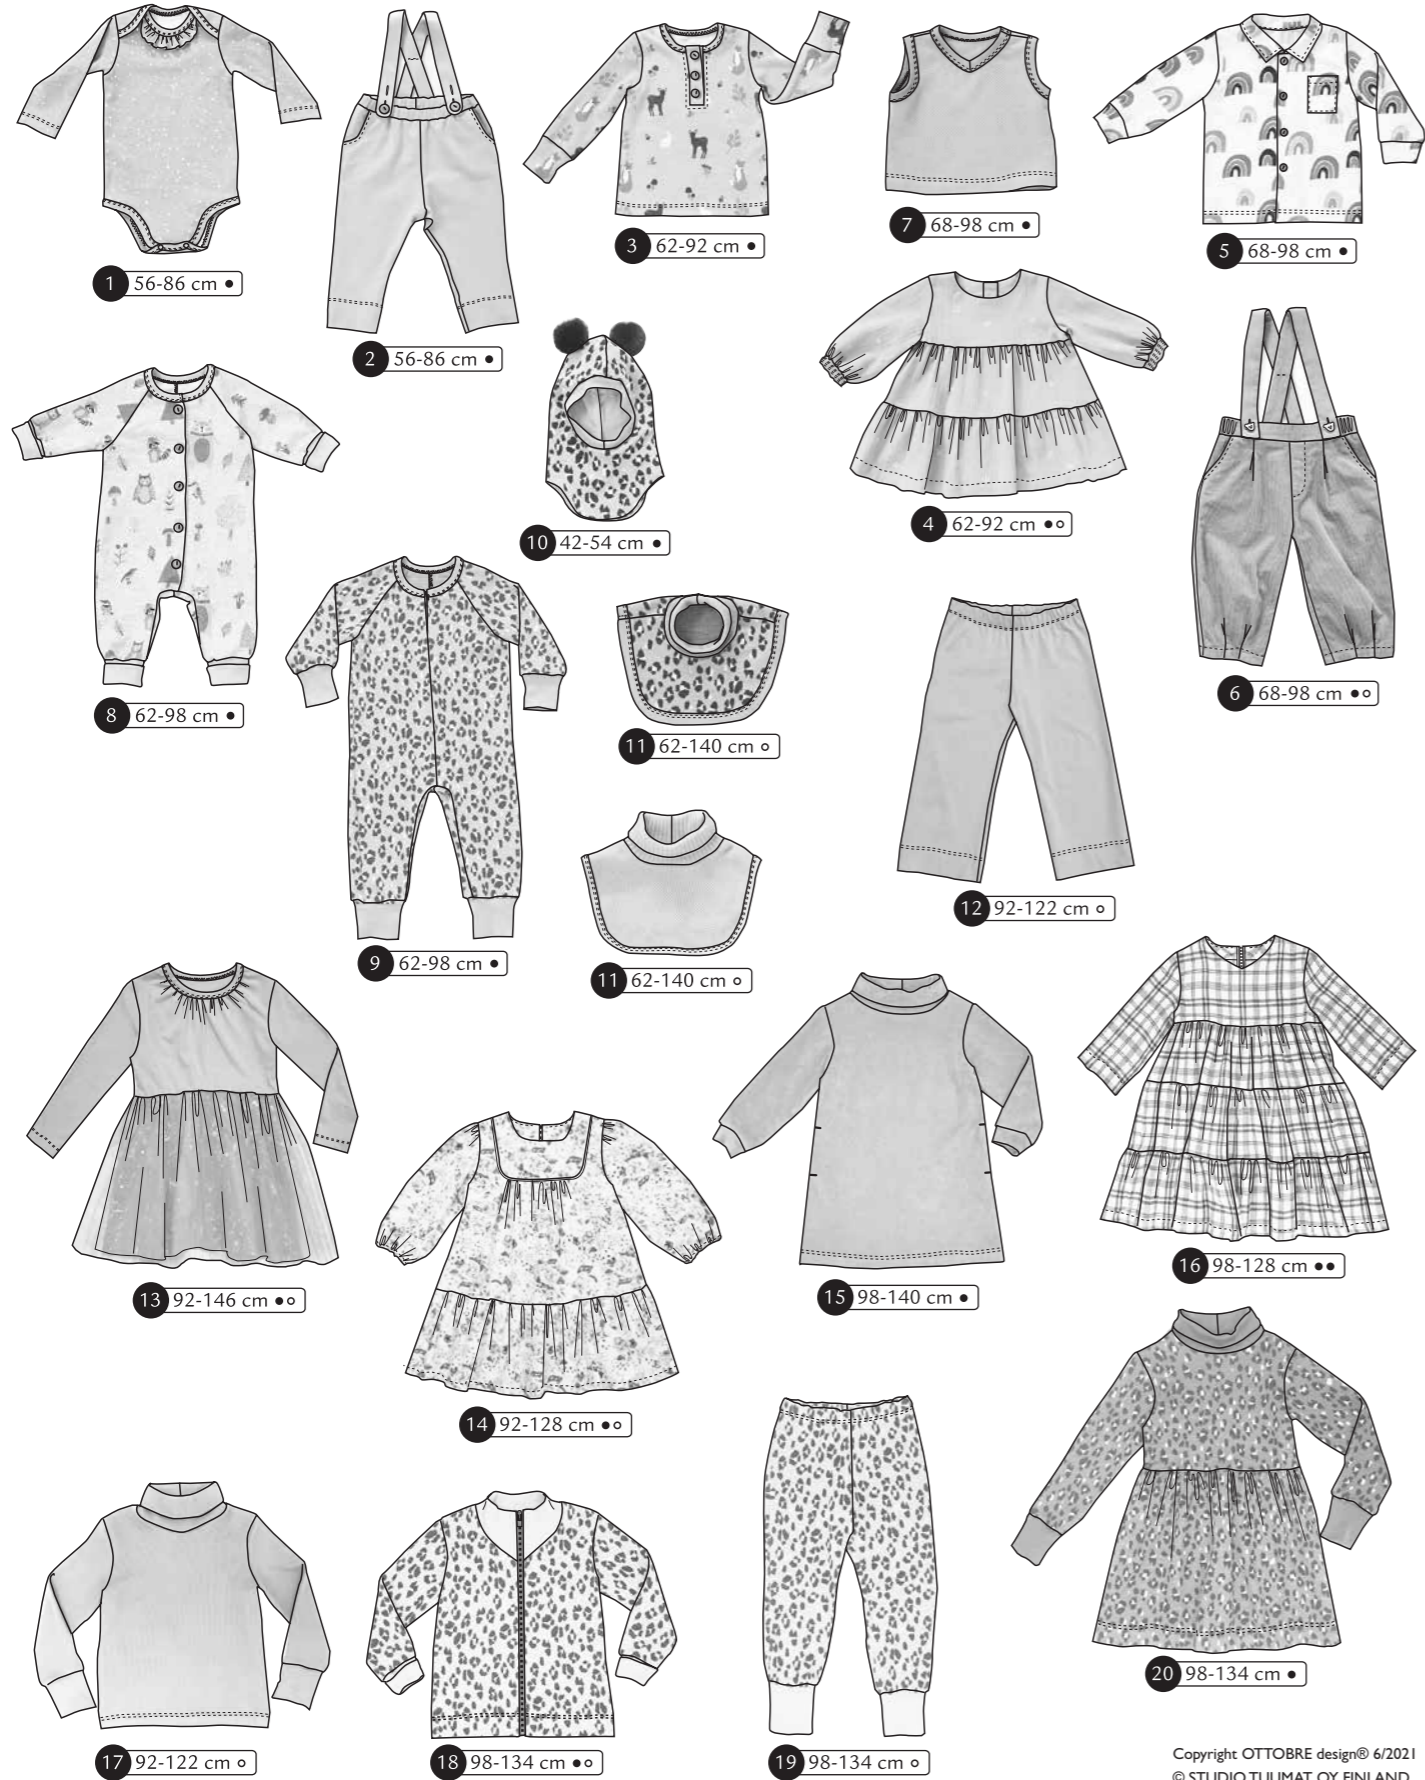 1 56-86 cm ●
2 56-86 cm ●
3 62-92 cm ●
7 68-98 cm ●
5 68-98 cm ●
10 42-54 cm ●
4 62-92 cm ●○
8 62-98 cm ●
11 62-140 cm ○
6 68-98 cm ●○
9 62-98 cm ●
11 62-140 cm ○
12 92-122 cm ○
13 92-146 cm ●○
14 92-128 cm ●○
15 98-140 cm ●
16 98-128 cm ●●
17 92-122 cm ○
18 98-134 cm ●○
19 98-134 cm ○
20 98-134 cm ●
Copyright OTTOBRE design® 6/2021
© STUDIO TUUMAT OY, FINLAND